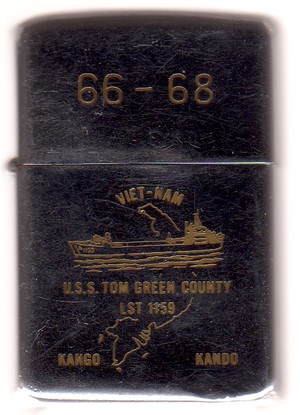 66 - 68
VIET-NAM
U.S.S. TOM GREEN COUNTY
LST 1159
KANGO KANDO